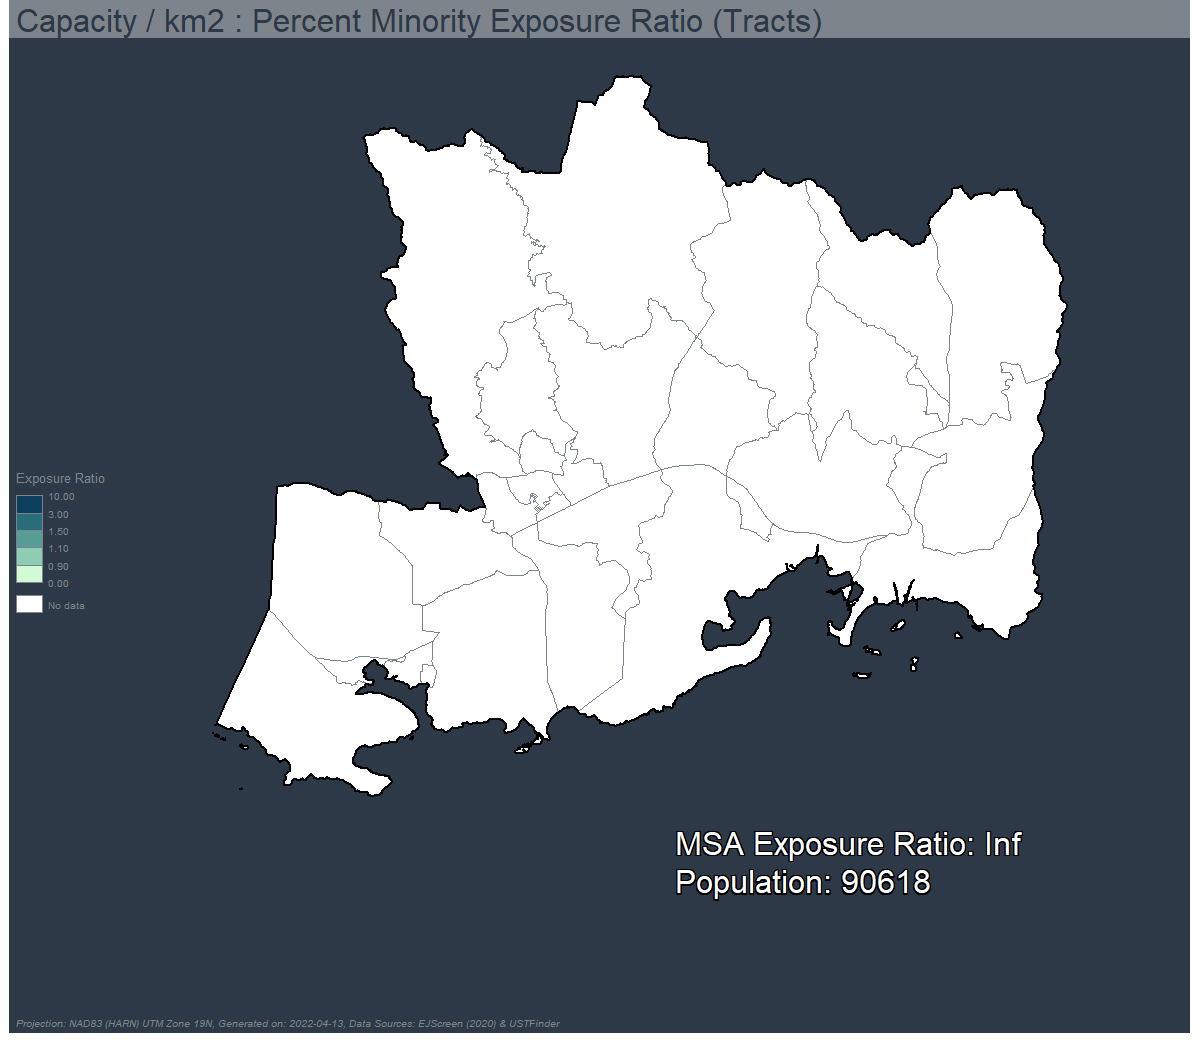 Capacity / km2 : Percent Minority Exposure Ratio (Tracts)
Exposure Ratio
10.00
3.00
1.50
1.10
0.90
0.00
No data
MSA Exposure Ratio: Inf
Population: 90618
Projection: NAD83 (HARN) UTM Zone 19N, Generated on: 2022-04-13, Data Sources: EJScreen (2020) & USTFinder